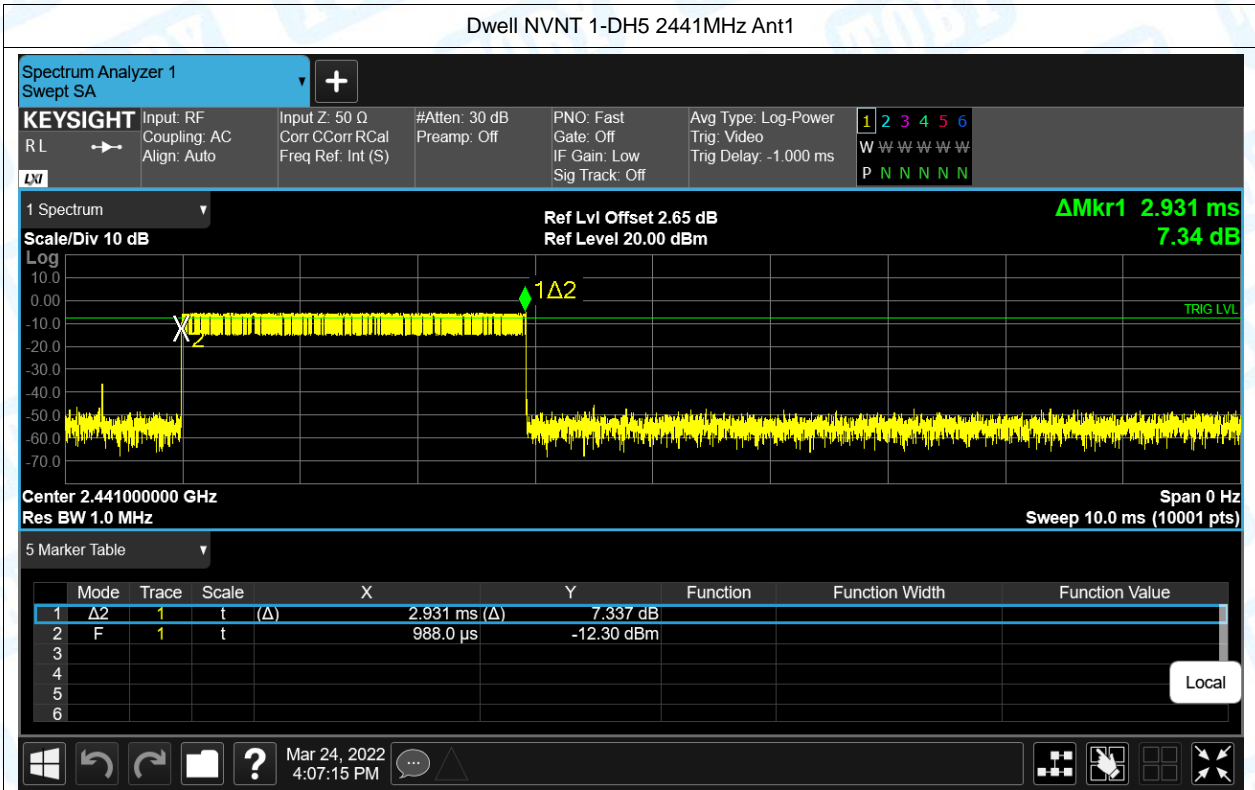 Dwell NVNT 1-DH5 2441MHz Ant1
Spectrum Analyzer 1
Swept SA
KEYSIGHT
RL
LXI
Input: RF
Coupling: AC
Align: Auto
Input Z: 50 Ω
Corr CCorr RCal
Freq Ref: Int (S)
#Atten: 30 dB
Preamp: Off
PNO: Fast
Gate: Off
IF Gain: Low
Sig Track: Off
Avg Type: Log-Power
Trig: Video
Trig Delay: -1.000 ms
1 2 3 4 5 6
W W W W W W
P N N N N N
1 Spectrum
Scale/Div 10 dB
Ref Lvl Offset 2.65 dB
Ref Level 20.00 dBm
ΔMkr1 2.931 ms
7.34 dB
Log
10.0
0.00
-10.0
-20.0
-30.0
-40.0
-50.0
-60.0
-70.0
1Δ2
TRIG LVL
2
Center 2.441000000 GHz
Res BW 1.0 MHz
Span 0 Hz
Sweep 10.0 ms (10001 pts)
5 Marker Table
Mode Trace Scale X Y Function Function Width Function Value
1 Δ2 1 t (Δ) 2.931 ms (Δ) 7.337 dB
2 F 1 t 988.0 µs -12.30 dBm
3
4
5
6
Local
?
Mar 24, 2022
4:07:15 PM